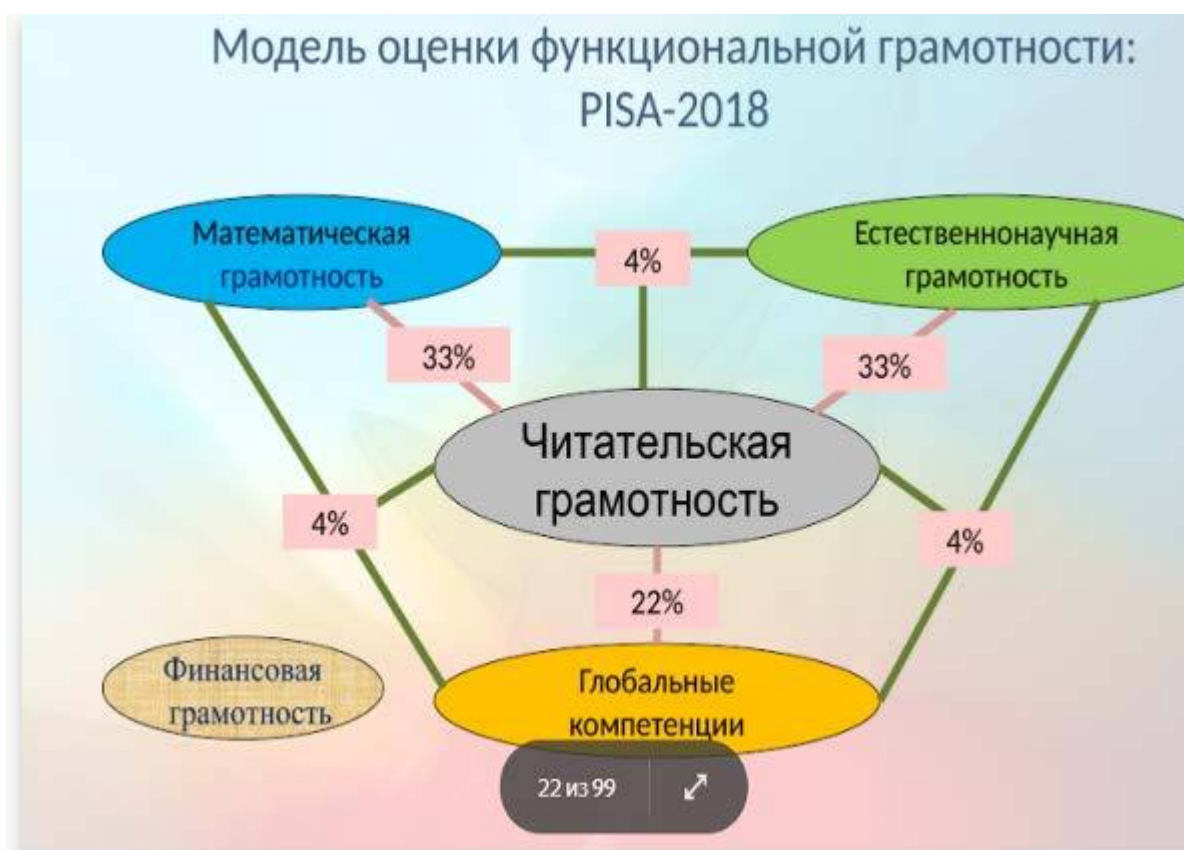 Модель оценки функциональной грамотности:
PISA-2018
Математическая
грамотность
4%
Естественнонаучная
грамотность
33%
33%
Читательская
грамотность
4%
4%
22%
Финансовая
грамотность
Глобальные
компетенции
22 из 99